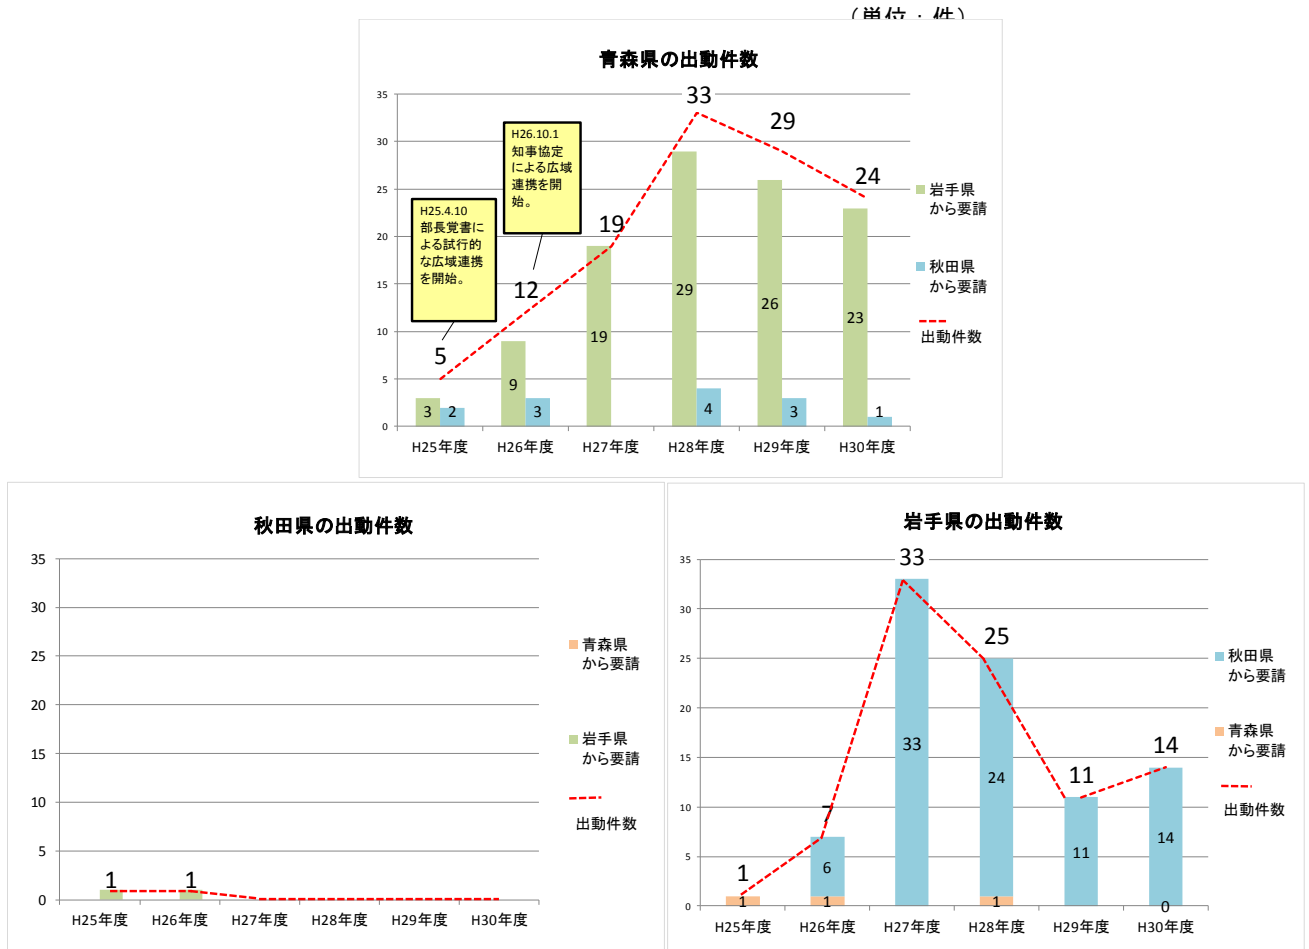 （単位：件）
青森県の出動件数
35
30
25
20
15
10
5
0
H25.4.10
部長覚書に
よる試行的
な広域連携
を開始。
H26.10.1
知事協定
による広域
連携を開
始。
5
12
19
33
29
24
3
2
9
3
19
29
4
26
3
23
1
H25年度
H26年度
H27年度
H28年度
H29年度
H30年度
岩手県
から要請
秋田県
から要請
出動件数
秋田県の出動件数
35
30
25
20
15
10
5
0
1
1
H25年度
H26年度
H27年度
H28年度
H29年度
H30年度
青森県
から要請
岩手県
から要請
出動件数
岩手県の出動件数
35
30
25
20
15
10
5
0
1
7
33
25
11
14
1
6
1
33
24
1
11
14
0
H25年度
H26年度
H27年度
H28年度
H29年度
H30年度
秋田県
から要請
青森県
から要請
出動件数